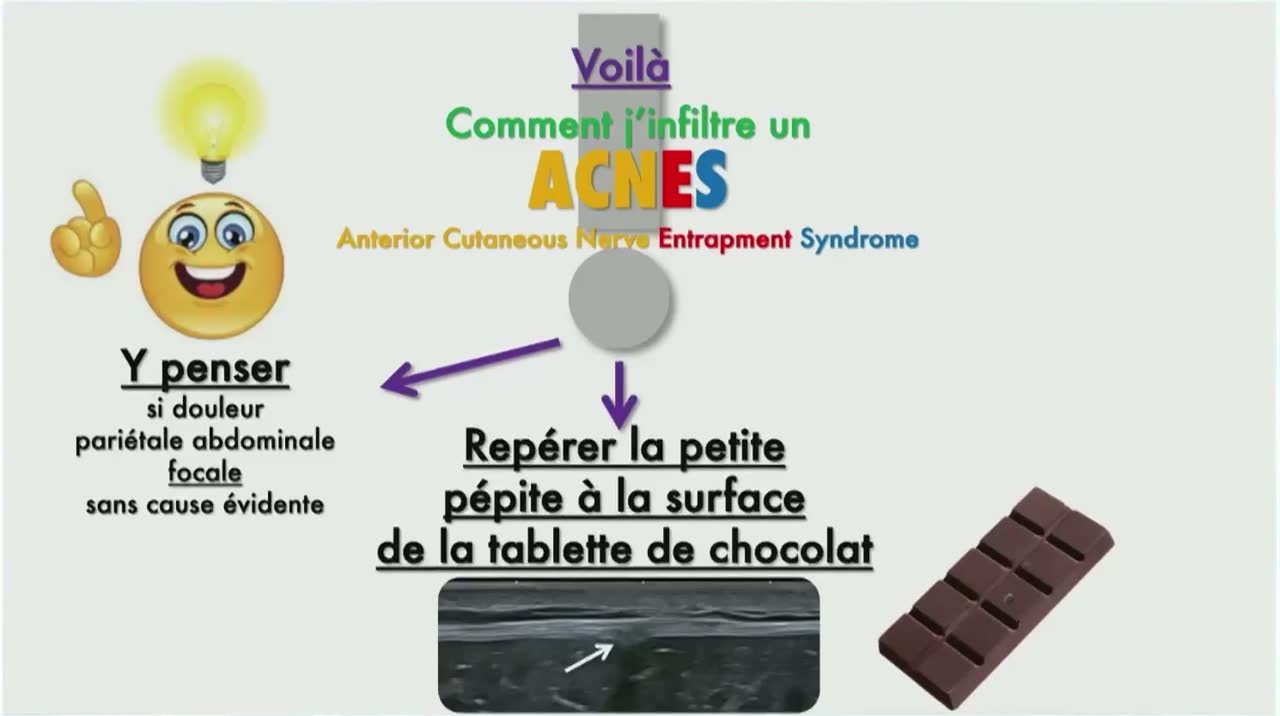 Voilà
Comment j'infiltre un
ACNES
Anterior Cutaneous Nerve Entrapment Syndrome
Y penser
si douleur
pariétale abdominale
focale
sans cause évidente
Repérer la petite
pépite à la surface
de la tablette de chocolat